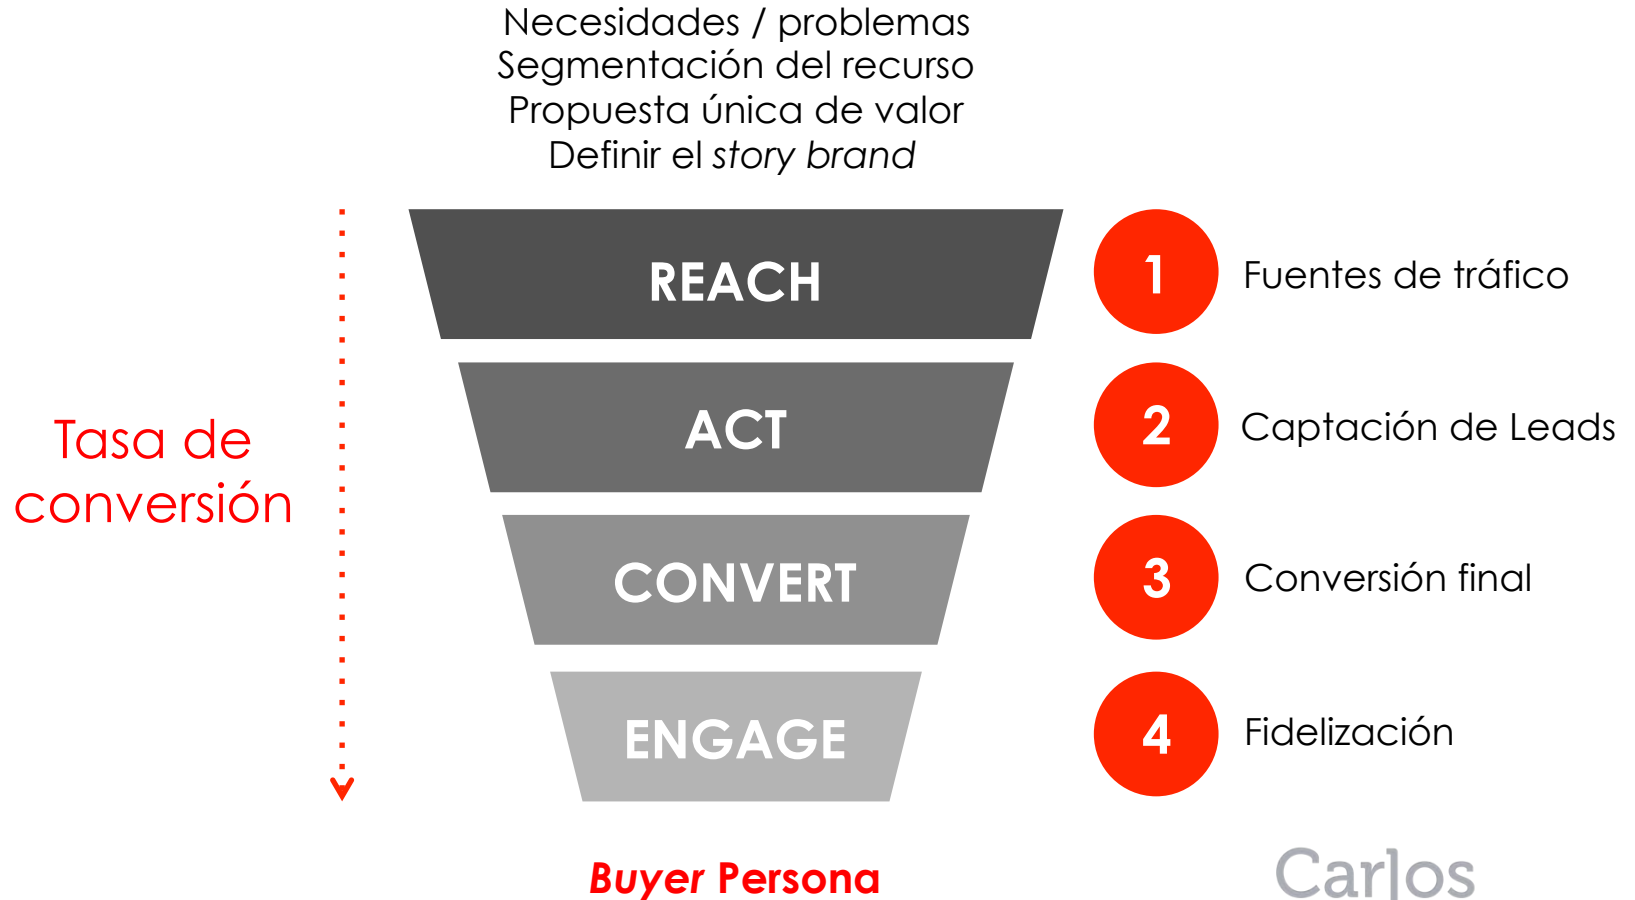 Necesidades / problemas
Segmentación del recurso
Propuesta única de valor
Definir el story brand
REACH
1
Fuentes de tráfico
ACT
2
Captación de Leads
Tasa de
conversión
CONVERT
3
Conversión final
ENGAGE
4
Fidelización
Buyer Persona
Carlos